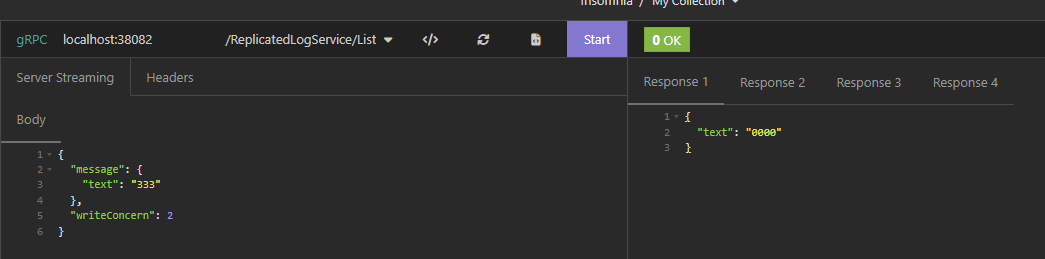 Insomnia / My Collection
gRPC localhost:38082 /ReplicatedLogService/List Start 0 OK
Server Streaming Headers
Response 1 Response 2 Response 3 Response 4
Body
1 {
2 "text": "0000"
3 }
1 {
2 "message": {
3 "text": "333"
4 },
5 "writeConcern": 2
6 }